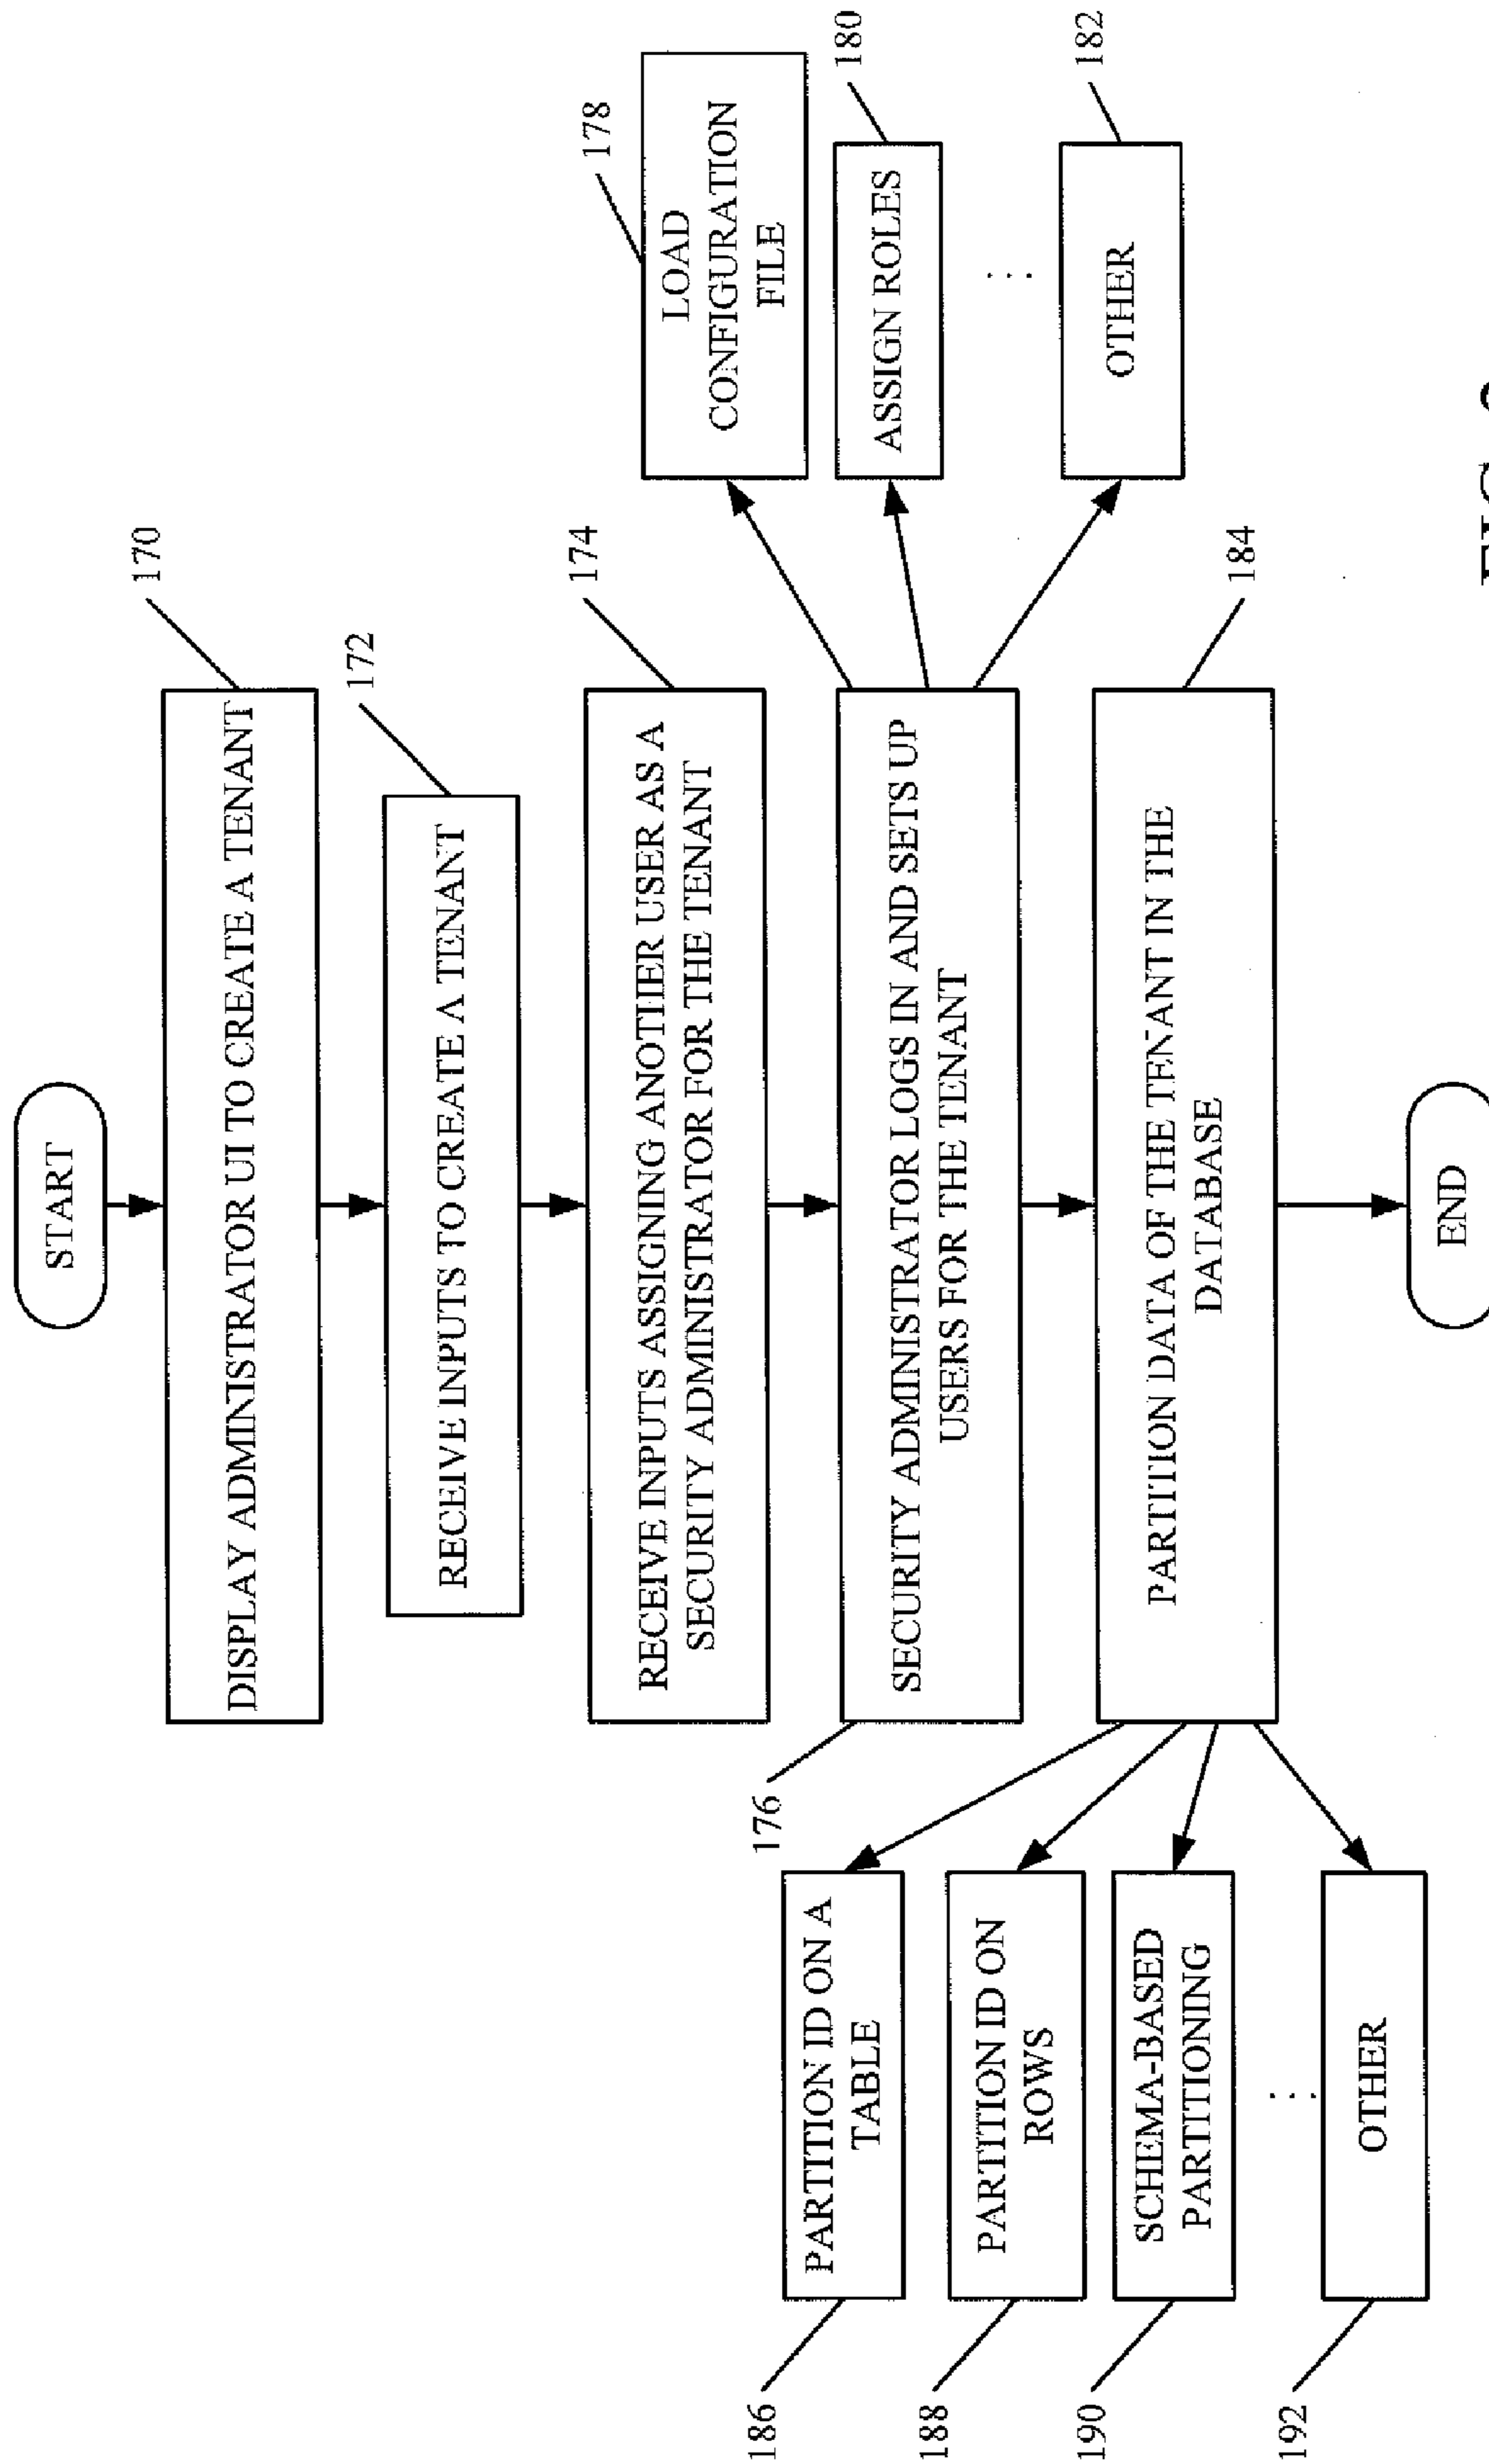 START
170
DISPLAY ADMINISTRATOR UI TO CREATE A TENANT
172
RECEIVE INPUTS TO CREATE A TENANT
174
RECEIVE INPUTS ASSIGNING ANOTHER USER AS A
SECURITY ADMINISTRATOR FOR THE TENANT
176
SECURITY ADMINISTRATOR LOGS IN AND SETS UP
USERS FOR THE TENANT
178
LOAD
CONFIGURATION
FILE
180
ASSIGN ROLES
...
182
OTHER
184
PARTITION DATA OF THE TENANT IN THE
DATABASE
186
PARTITION ID ON A
TABLE
188
PARTITION ID ON
ROWS
190
SCHEMA-BASED
PARTITIONING
...
192
OTHER
END
FIG.